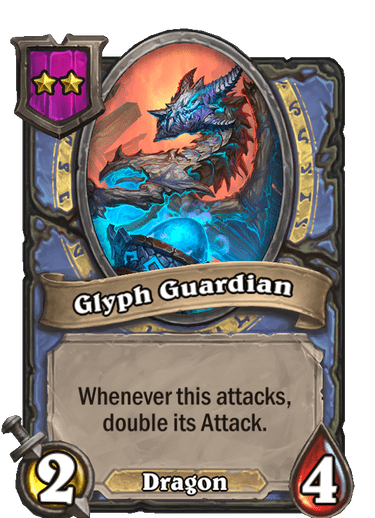 Glyph Guardian
Whenever this attacks,
double its Attack.
2
Dragon
4